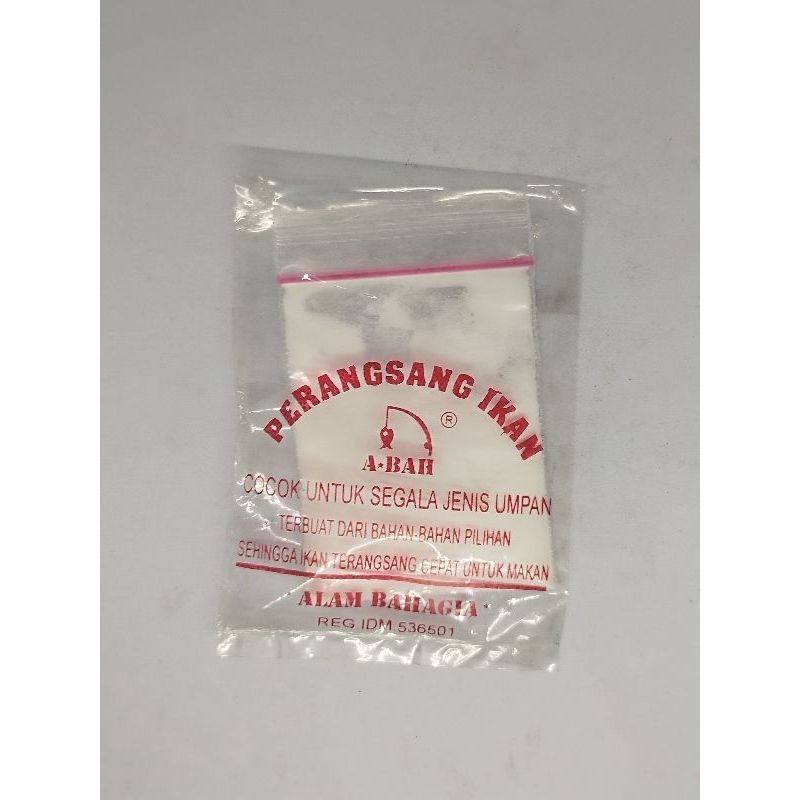 PERANGSANG IKAN
®
A★BAH
COCOK UNTUK SEGALA JENIS UMPAN
TERBUAT DARI BAHAN-BAHAN PILIHAN
SEHINGGA IKAN TERANGSANG CEPAT UNTUK MAKAN
ALAM BAHAGIA
REG IDM.536501